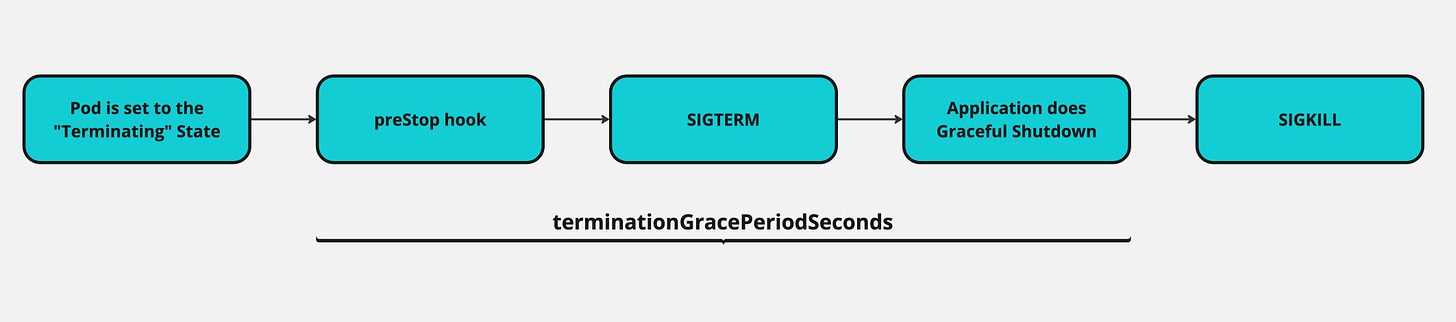 Pod is set to the
"Terminating" State
preStop hook
SIGTERM
Application does
Graceful Shutdown
SIGKILL
terminationGracePeriodSeconds